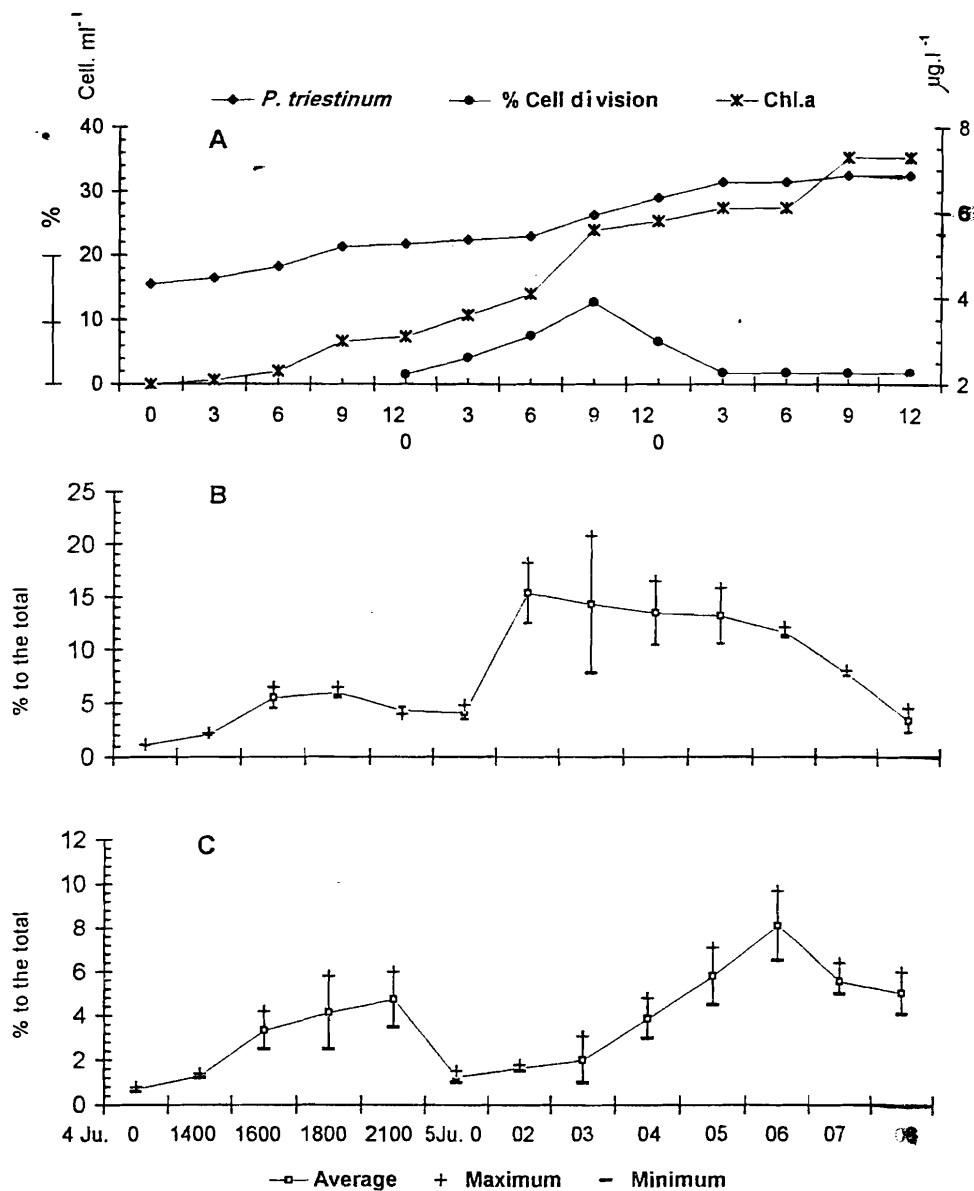 Cell. ml⁻¹
µg.l⁻¹
P. triestinum % Cell division Chl.a
A
%
40
30
20
10
0
8
6
4
2
0 3 6 9 12 3 6 9 12 3 6 9 12
0 0
B
% to the total
25
20
15
10
5
0
C
% to the total
12
10
8
6
4
2
0
4 Ju. 0 1400 1600 1800 2100 5Ju. 0 02 03 04 05 06 07
Average Maximum Minimum